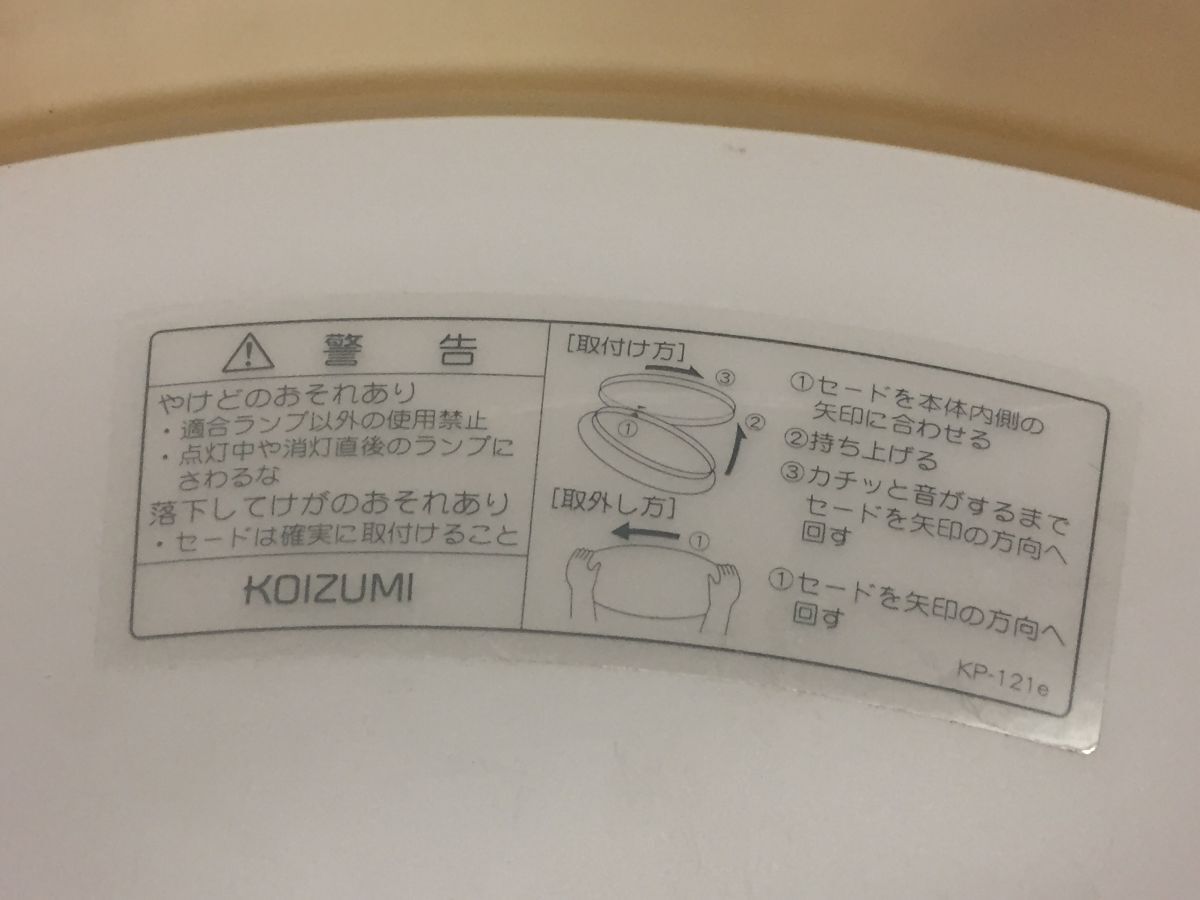 警告
やけどのおそれあり
・適合ランプ以外の使用禁止
・点灯中や消灯直後のランプに
さわるな
落下してけがのおそれあり
・セードは確実に取付けること
KOIZUMI
[取付け方]
③
②
①
①セードを本体内側の
矢印に合わせる
②持ち上げる
③カチッと音がするまで
セードを矢印の方向へ
回す
[取外し方]
①
①セードを矢印の方向へ
回す
KP-121e